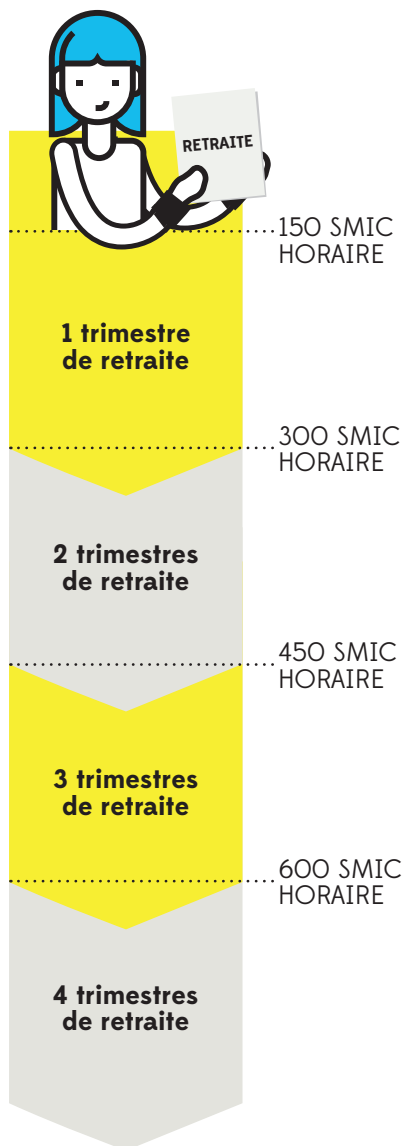 RETRAITE
150 SMIC
HORAIRE
1 trimestre
de retraite
300 SMIC
HORAIRE
2 trimestres
de retraite
450 SMIC
HORAIRE
3 trimestres
de retraite
600 SMIC
HORAIRE
4 trimestres
de retraite